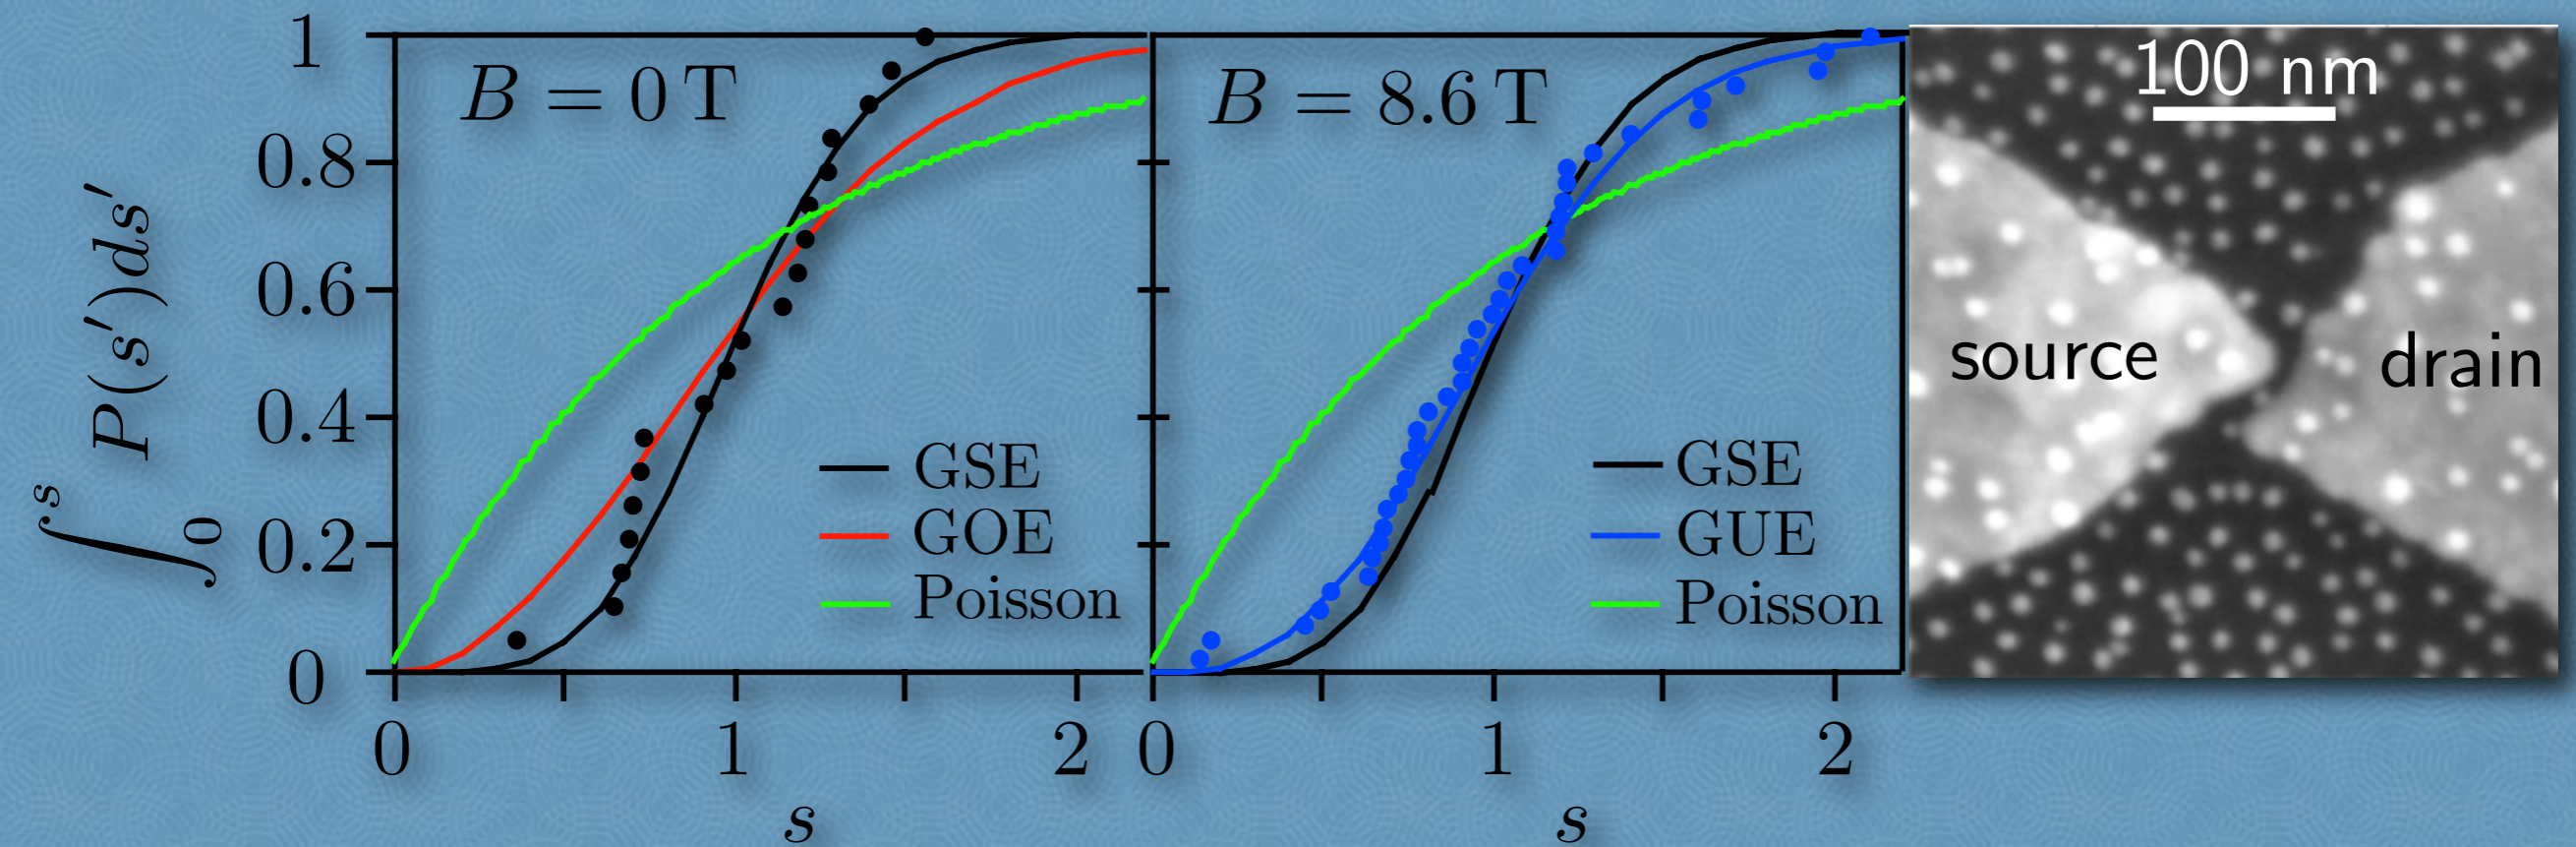 ∫₀ˢ P(s′)ds′
1
0.8
0.6
0.4
0.2
0
B = 0 T
GSE
GOE
Poisson
0 1 2
s
B = 8.6 T
GSE
GUE
Poisson
0 1 2
s
100 nm
source
drain